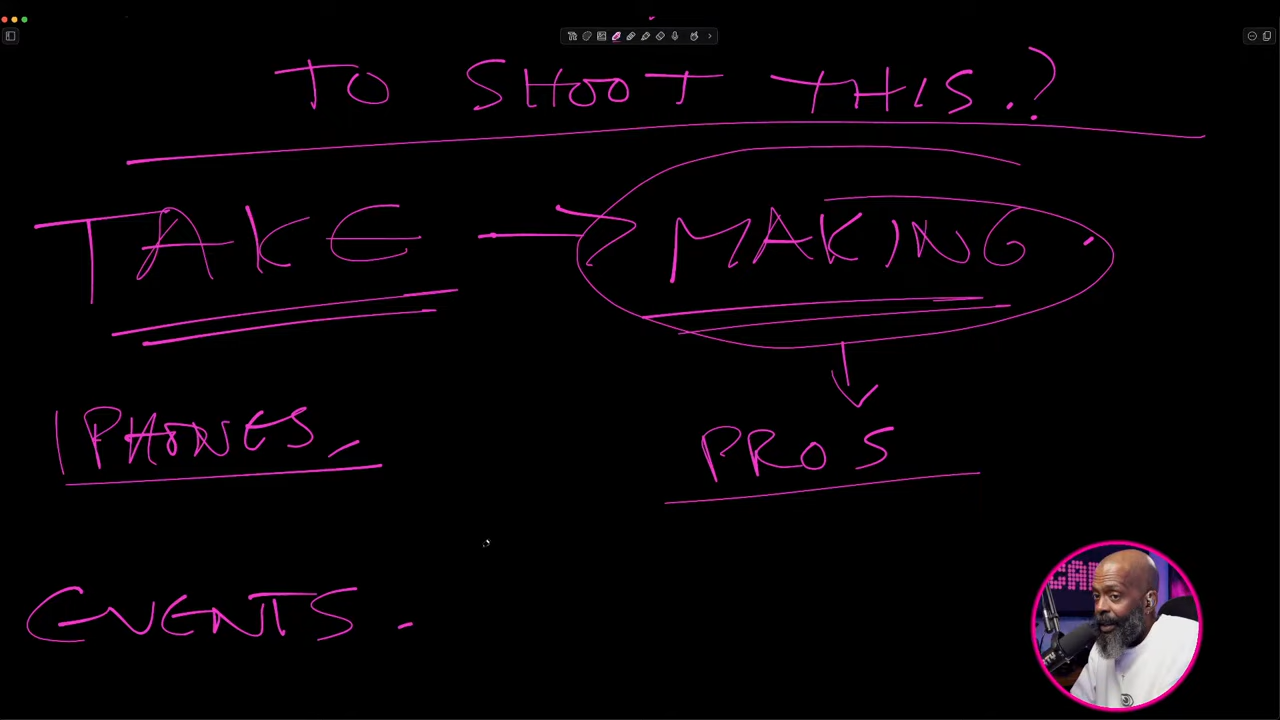 TO SHOOT THIS.?
TAKE → MAKING.
IPHONES.
PROS
EVENTS.